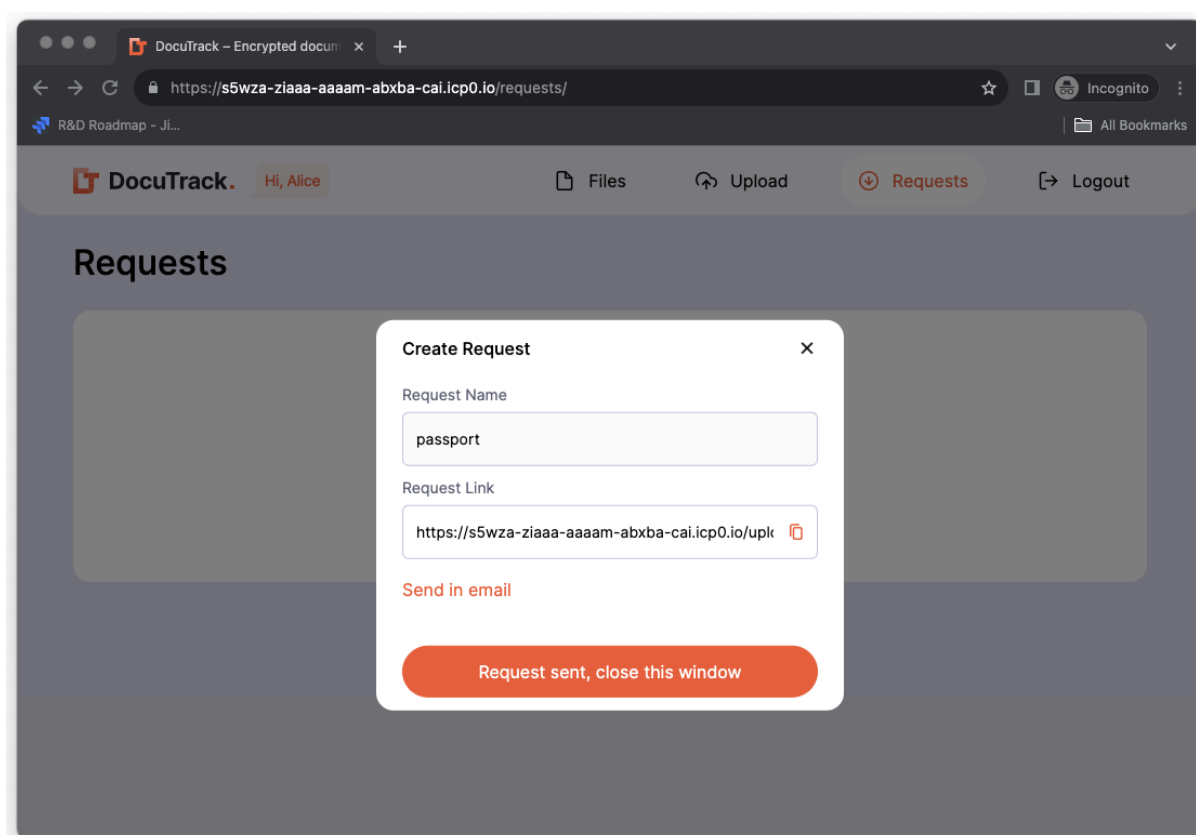 DocuTrack – Encrypted docum
https://s5wza-ziaaa-aaaam-abxba-cai.icp0.io/requests/
Incognito
R&D Roadmap - Ji...
All Bookmarks
DocuTrack. Hi, Alice Files Upload Requests Logout
Requests
Create Request
Request Name
passport
Request Link
https://s5wza-ziaaa-aaaam-abxba-cai.icp0.io/uplo
Send in email
Request sent, close this window